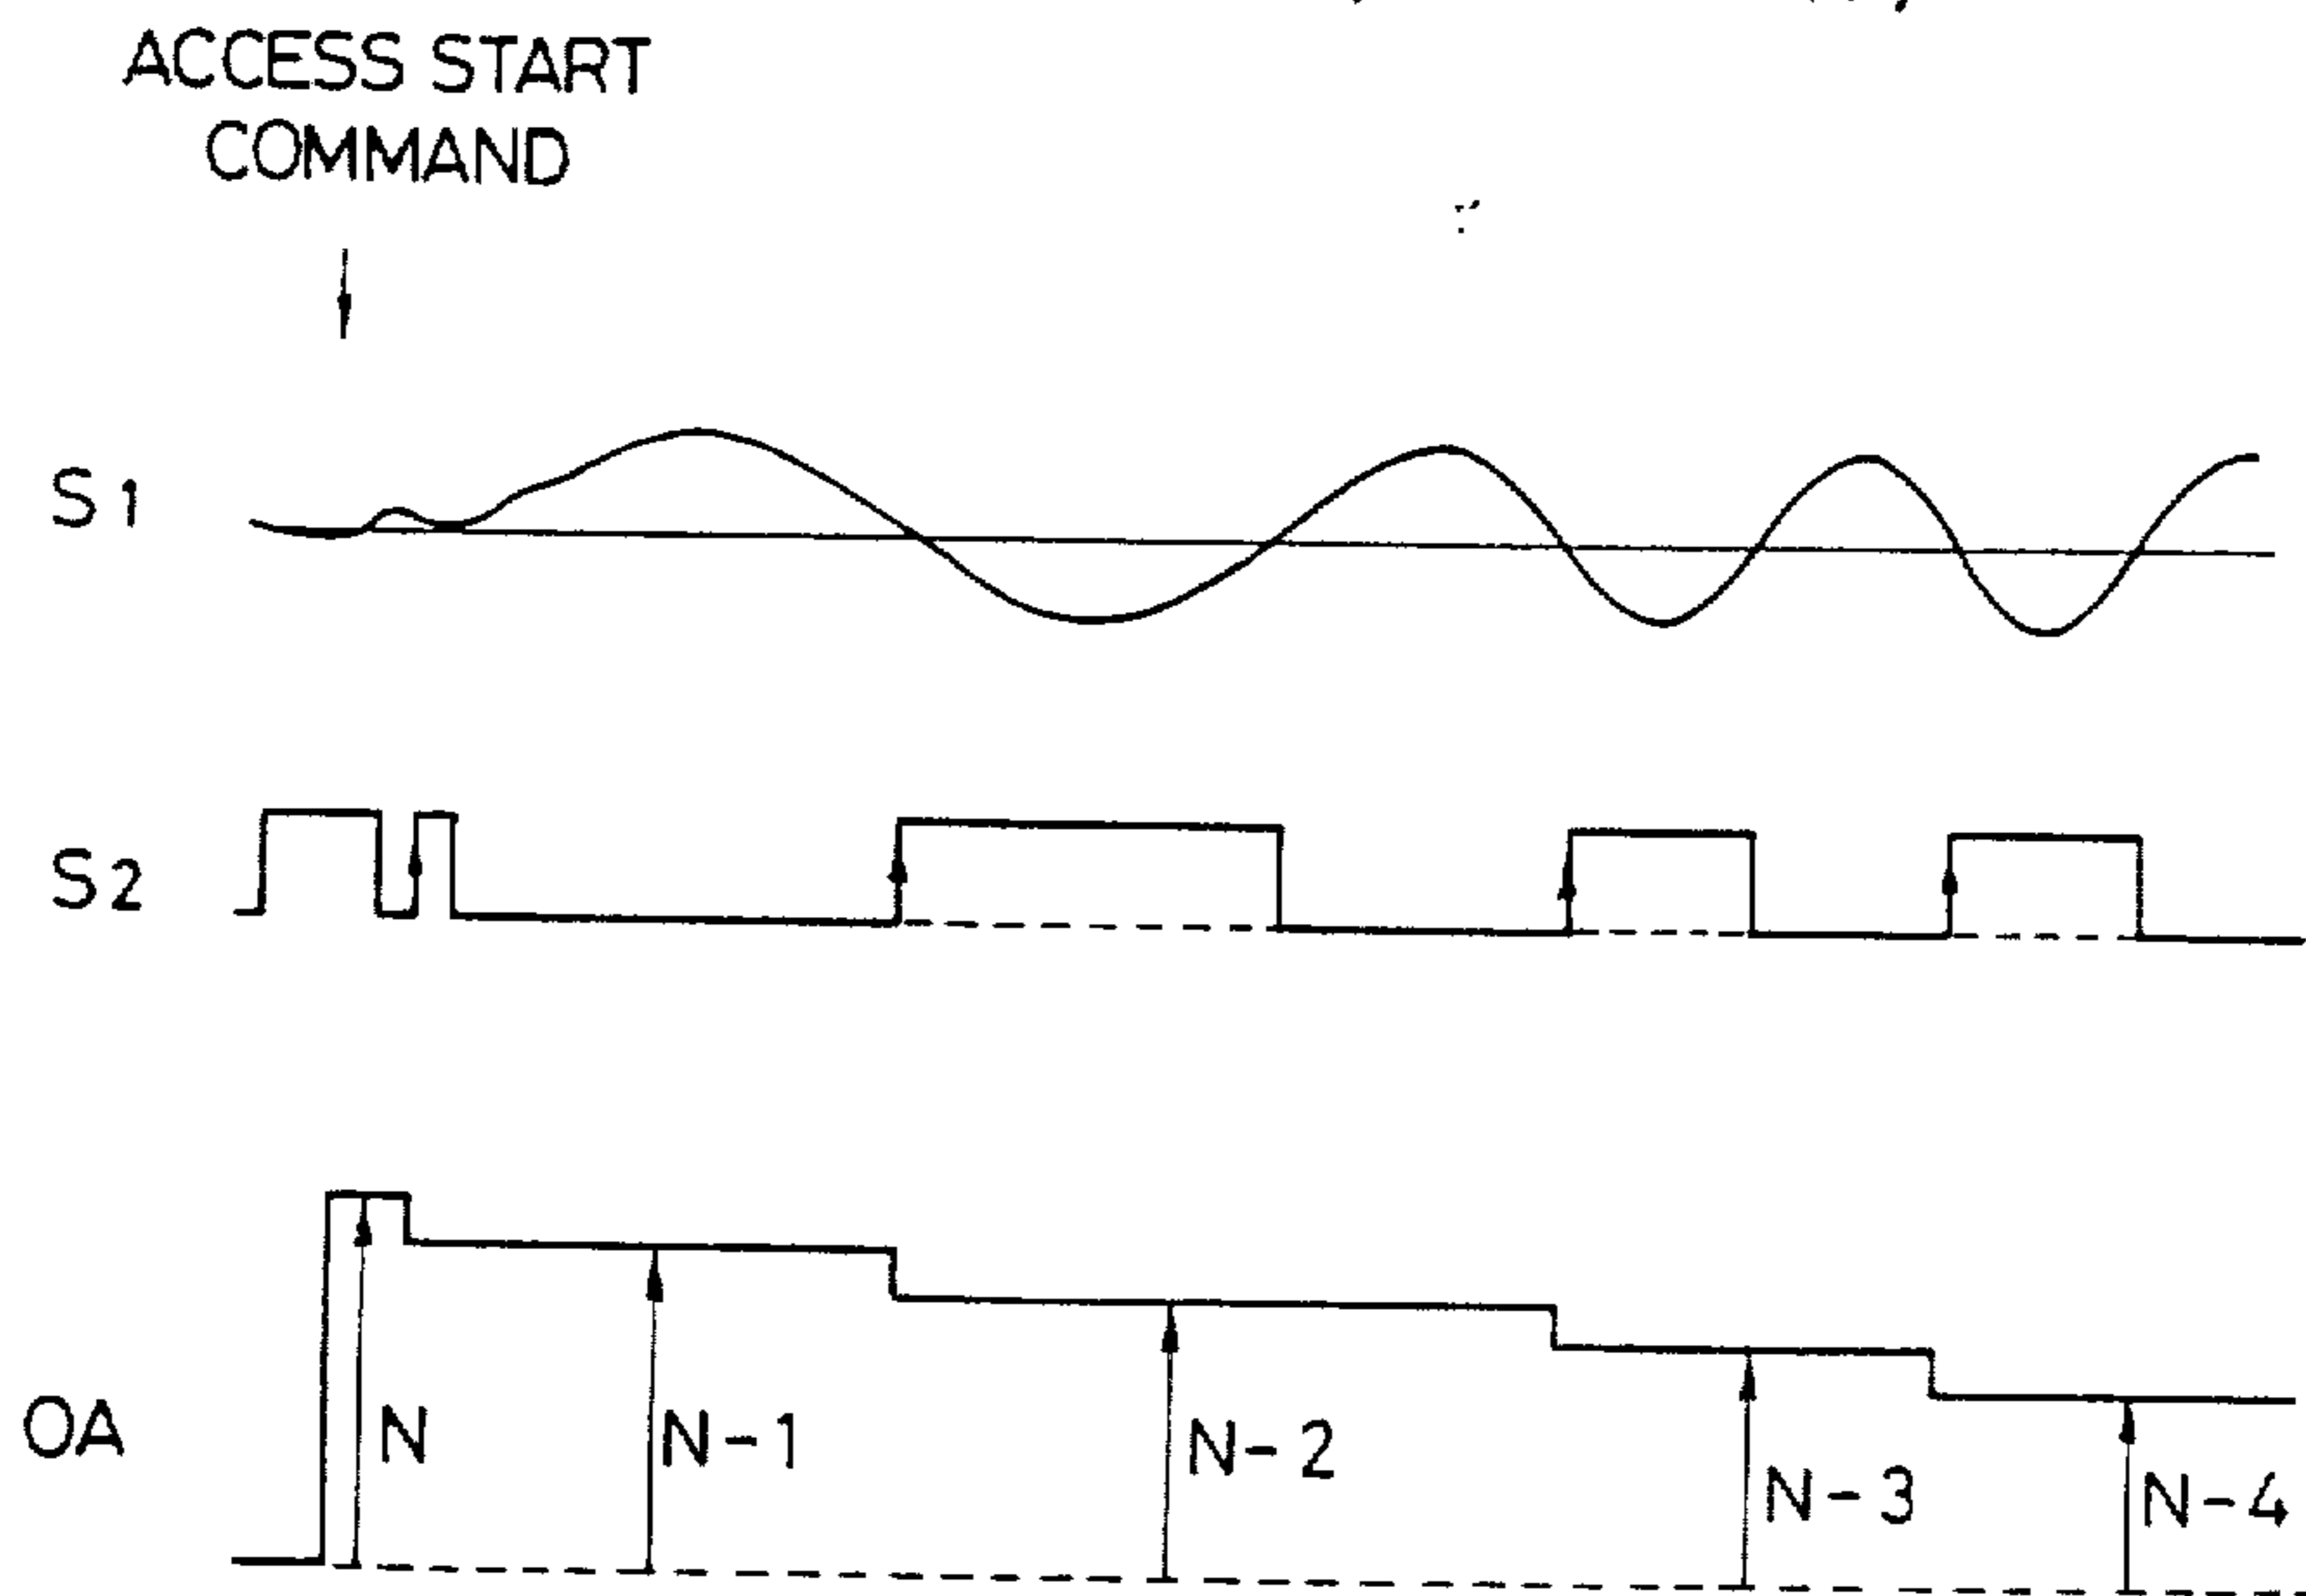 ACCESS START
COMMAND
S1
S2
OA
N
N-1
N-2
N-3
N-4